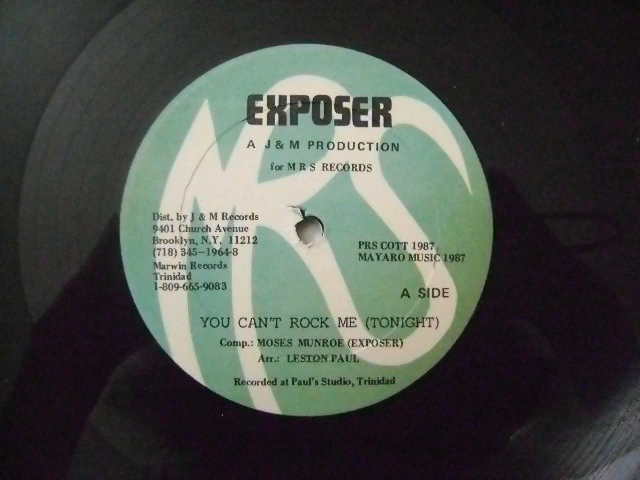 EXPOSER
A J & M PRODUCTION
for M R S RECORDS
Dist. by J & M Records
9401 Church Avenue
Brooklyn, N.Y. 11212
(718) 345-1964-8
Marwin Records
Trinidad
1-809-665-9083
PRS COTT 1987
MAYARO MUSIC 1987
A SIDE
YOU CAN'T ROCK ME (TONIGHT)
Comp.: MOSES MUNROE (EXPOSER)
Arr.: LESTON PAUL
Recorded at Paul's Studio, Trinidad
MRS